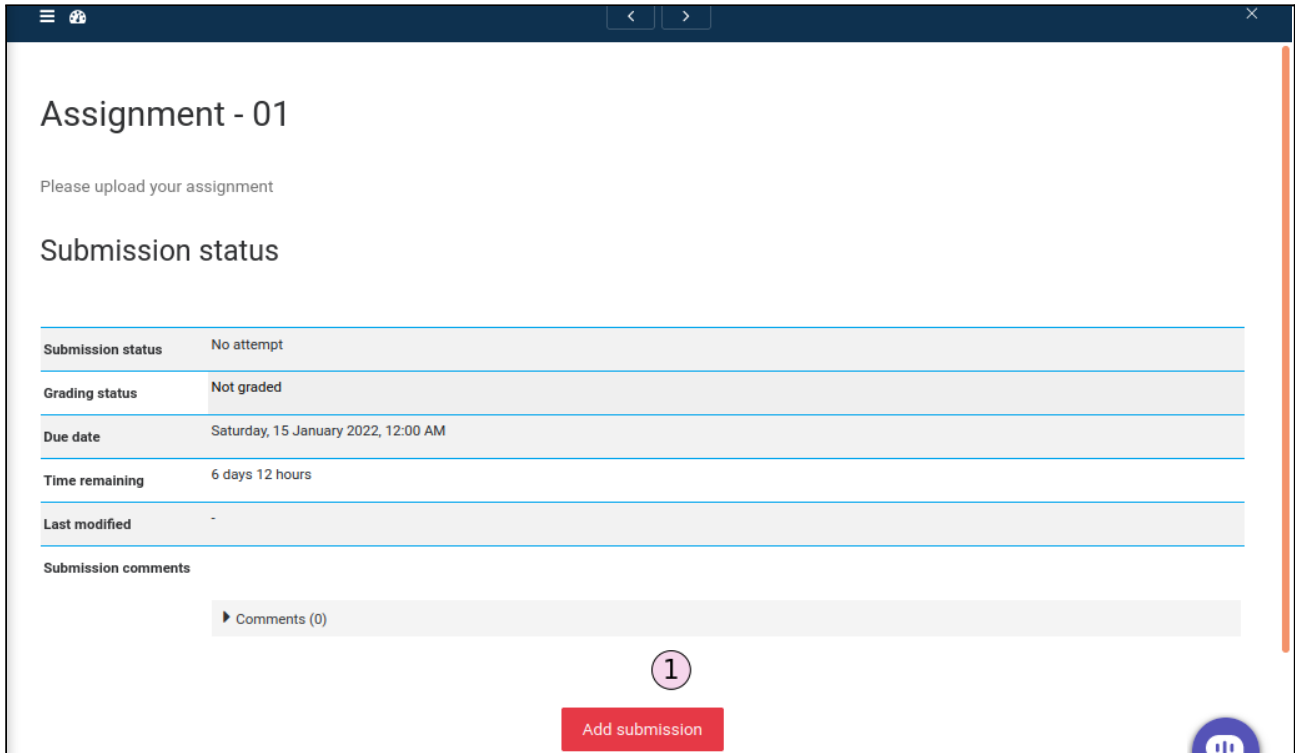 Assignment - 01
Please upload your assignment
Submission status
Submission status No attempt
Grading status Not graded
Due date Saturday, 15 January 2022, 12:00 AM
Time remaining 6 days 12 hours
Last modified -
Submission comments
Comments (0)
1
Add submission